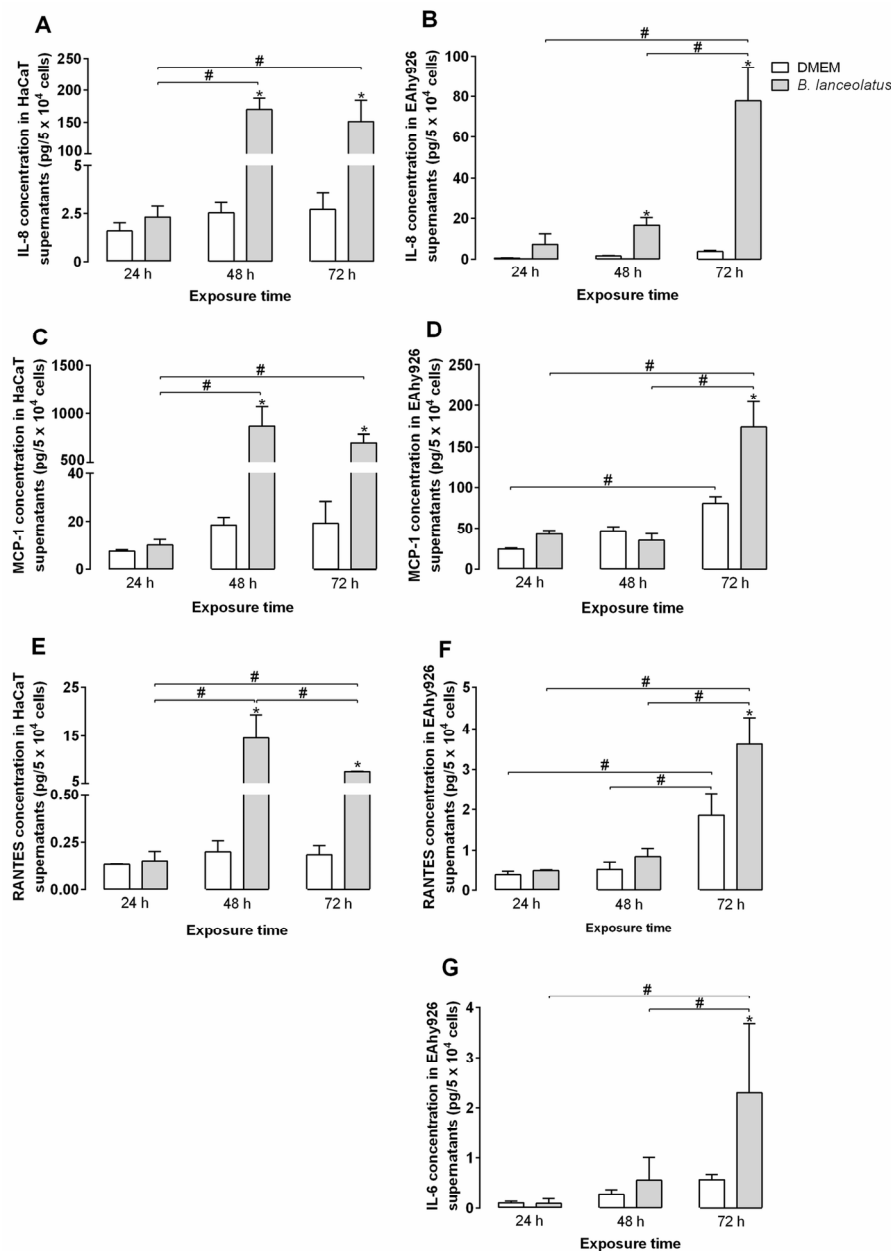 A
IL-8 concentration in HaCaT
supernatants (pg/5 x 10⁴ cells)
250
200
150
100
5
2.5
0
#
#
*
*
24 h 48 h 72 h
Exposure time
B
IL-8 concentration in EAhy926
supernatants (pg/5 x 10⁴ cells)
100
80
60
40
20
0
#
#
*
*
24 h 48 h 72 h
Exposure time
DMEM
B. lanceolatus
C
MCP-1 concentration in HaCaT
supernatants (pg/5 x 10⁴ cells)
1500
1000
500
40
20
0
#
#
*
*
24 h 48 h 72 h
Exposure time
D
MCP-1 concentration in EAhy926
supernatants (pg/5 x 10⁴ cells)
250
200
150
100
50
0
#
#
#
*
24 h 48 h 72 h
Exposure time
E
RANTES concentration in HaCaT
supernatants (pg/5 x 10⁴ cells)
25
15
5
0.50
0.25
0.00
#
# #
*
*
24 h 48 h 72 h
Exposure time
F
RANTES concentration in EAhy926
supernatants (pg/5 x 10⁴ cells)
5
4
3
2
1
0
#
#
#
#
*
24 h 48 h 72 h
Exposure time
G
IL-6 concentration in EAhy926
supernatants (pg/5 x 10⁴ cells)
4
3
2
1
0
#
#
*
24 h 48 h 72 h
Exposure time